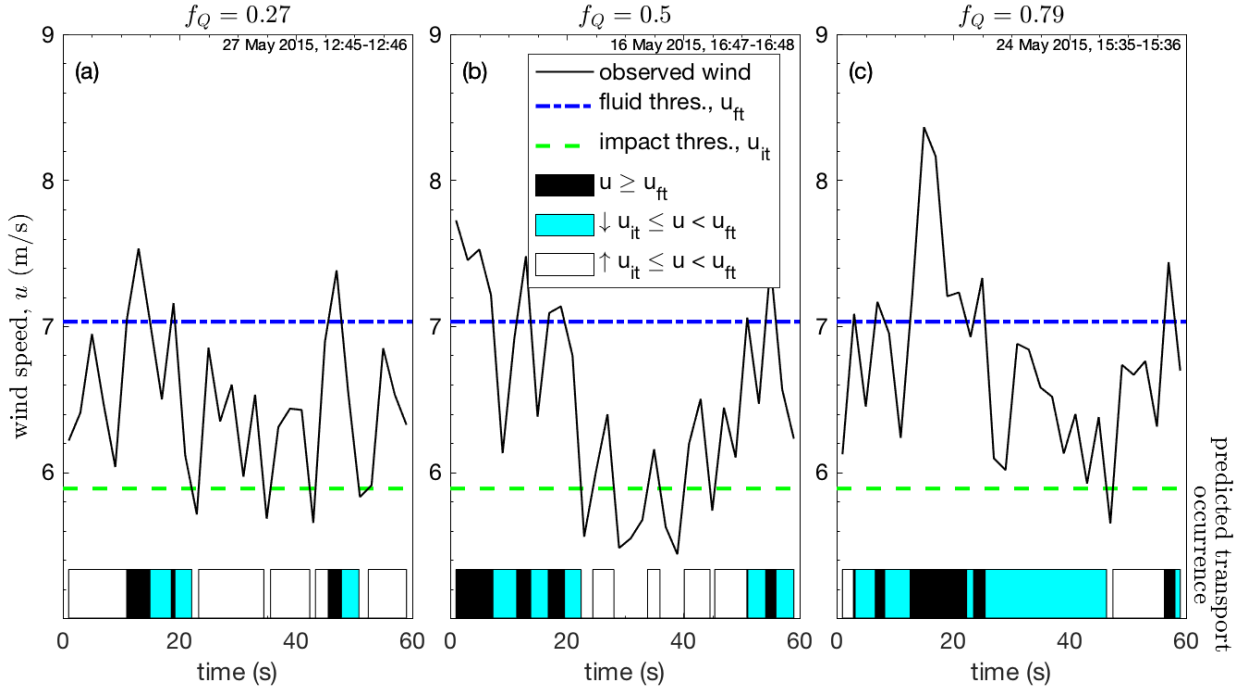 f_Q = 0.27
f_Q = 0.5
f_Q = 0.79
27 May 2015, 12:45-12:46
16 May 2015, 16:47-16:48
24 May 2015, 15:35-15:36
(a)
(b)
(c)
observed wind
fluid thres., u_ft
impact thres., u_it
u ≥ u_ft
↓ u_it ≤ u < u_ft
↑ u_it ≤ u < u_ft
wind speed, u (m/s)
9
8
7
6
9
8
7
6
9
8
7
6
predicted transport
occurrence
0 20 40 60
0 20 40 60
0 20 40 60
time (s)
time (s)
time (s)